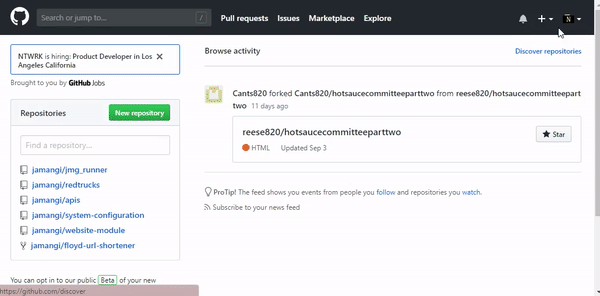 Search or jump to...
/
Pull requests Issues Marketplace Explore
N
NTWRK is hiring: Product Developer in Los
Angeles California
Brought to you by GitHub Jobs
Repositories
New repository
Find a repository...
jamangi/jmg_runner
jamangi/redtrucks
jamangi/apis
jamangi/system-configuration
jamangi/website-module
jamangi/floyd-url-shortener
You can opt in to our public Beta of your new
https://github.com/discover
Browse activity
Discover repositories
Cants820 forked Cants820/hotsaucecommitteeparttwo from reese820/hotsaucecommitteepart
two 11 days ago
reese820/hotsaucecommitteeparttwo
Star
HTML Updated Sep 3
ProTip! The feed shows you events from people you follow and repositories you watch.
Subscribe to your news feed